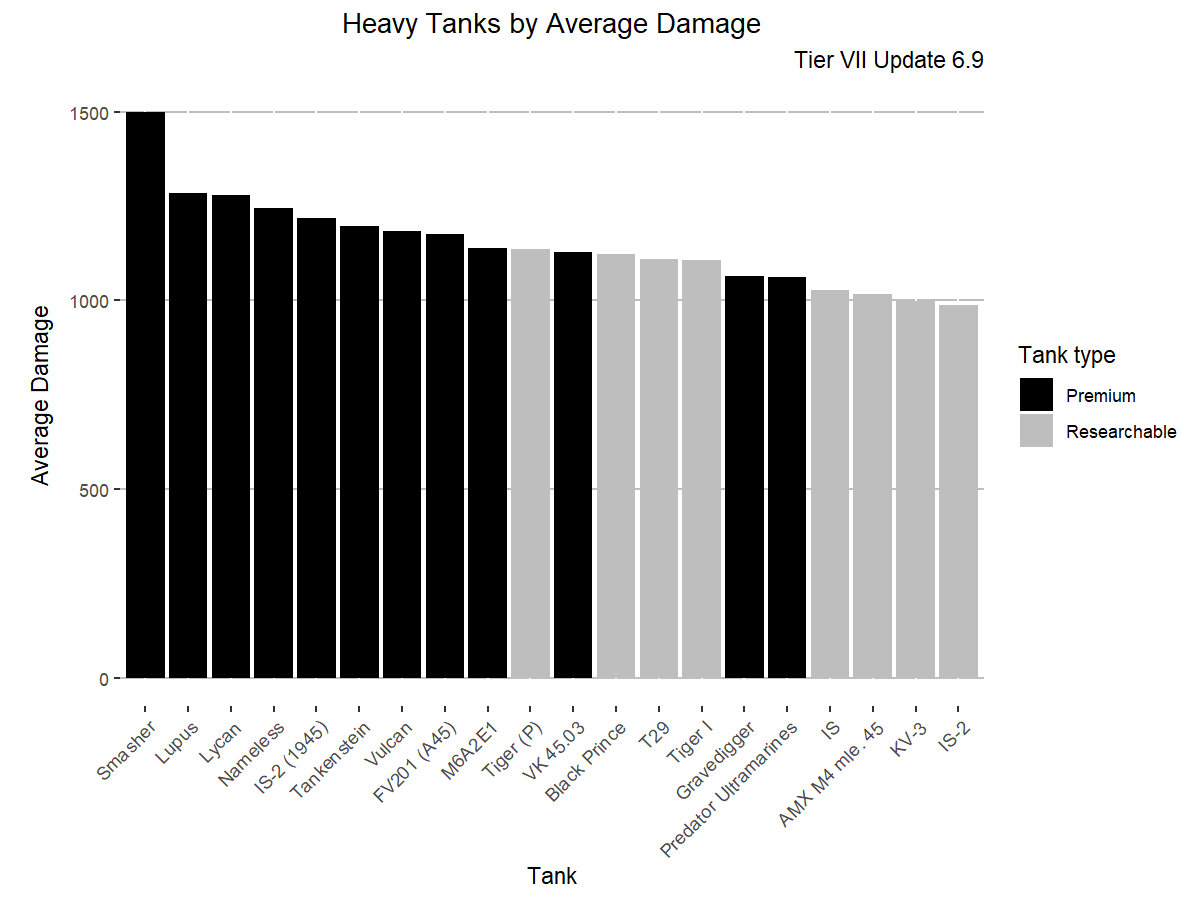 Heavy Tanks by Average Damage
Tier VII Update 6.9
Average Damage
1500
1000
500
0
Smasher
Lupus
Lycan
Nameless
IS-2 (1945)
Tankenstein
Vulcan
FV201 (A45)
M6A2E1
Tiger (P)
VK 45.03
Black Prince
T29
Tiger I
Gravedigger
Predator Ultramarines
IS
AMX M4 mle. 45
KV-3
IS-2
Tank
Tank type
Premium
Researchable